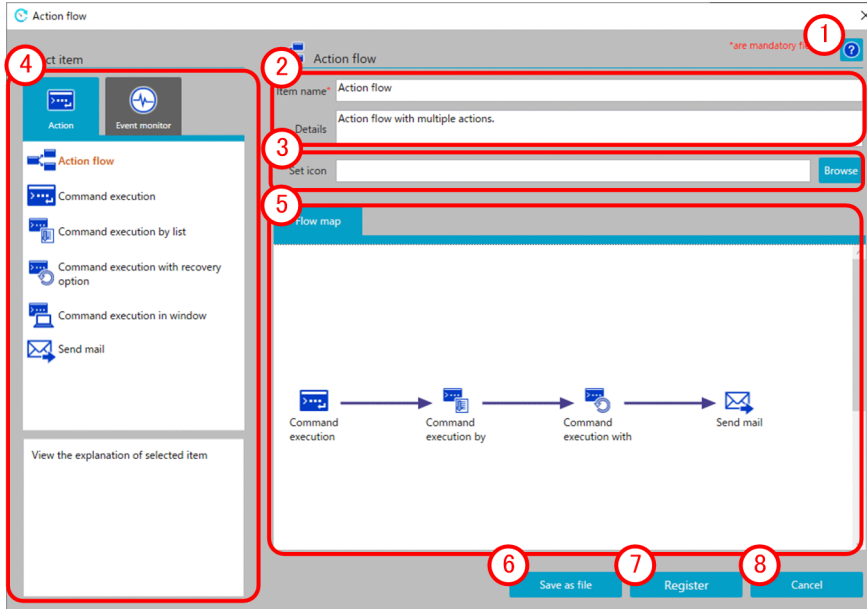 Action flow
1
*are mandatory
?
4
ct item
Action flow
2
Item name*
Action flow
Details
Action flow with multiple actions.
3
Set icon
Browse
Action
Event monitor
Action flow
Command execution
Command execution by list
Command execution with recovery
option
Command execution in window
Send mail
View the explanation of selected item
5
Flow map
Command
execution
Command
execution by
Command
execution with
Send mail
6
Save as file
7
Register
8
Cancel